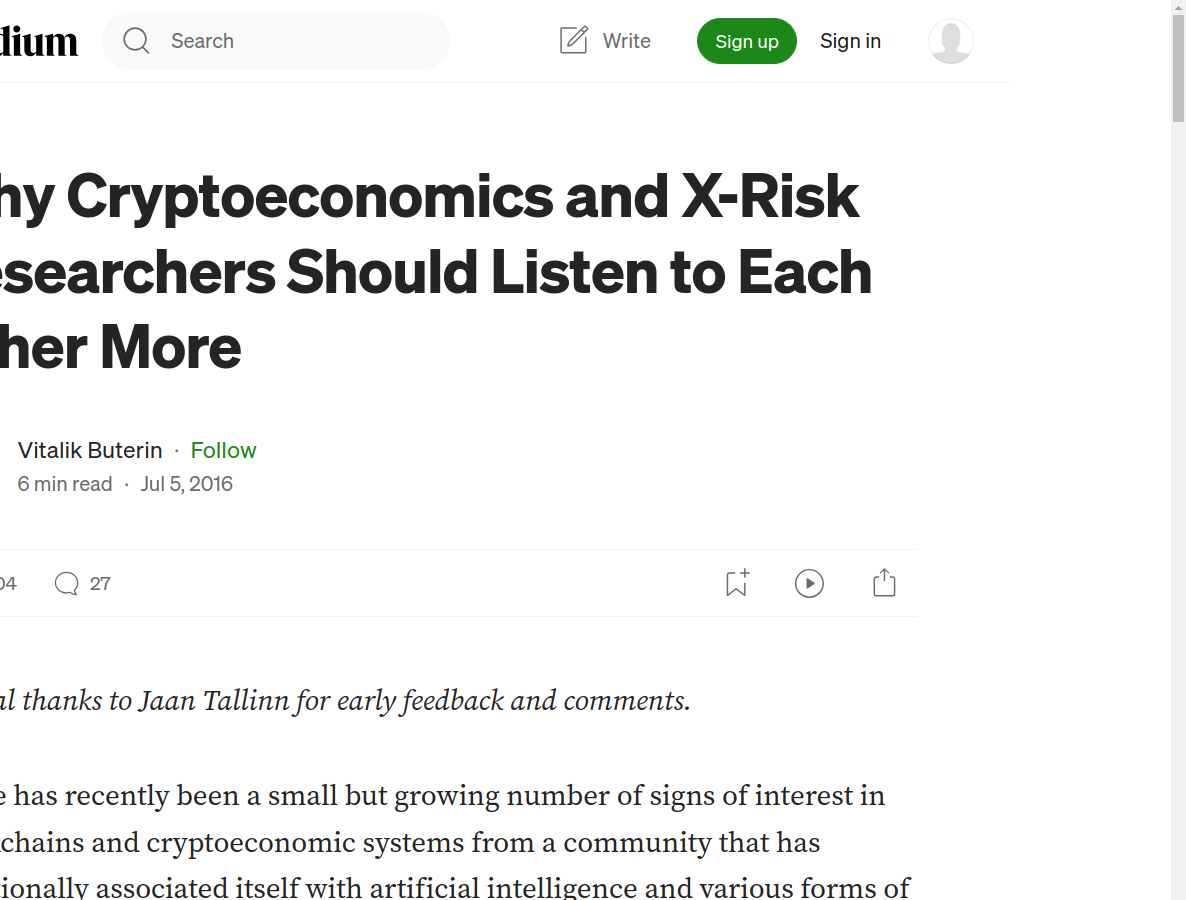 dium
Search
Write
Sign up
Sign in
hy Cryptoeconomics and X-Risk
esearchers Should Listen to Each
her More
Vitalik Buterin · Follow
6 min read · Jul 5, 2016
04
27
al thanks to Jaan Tallinn for early feedback and comments.
e has recently been a small but growing number of signs of interest in
chains and cryptoeconomic systems from a community that has
tionally associated itself with artificial intelligence and various forms of